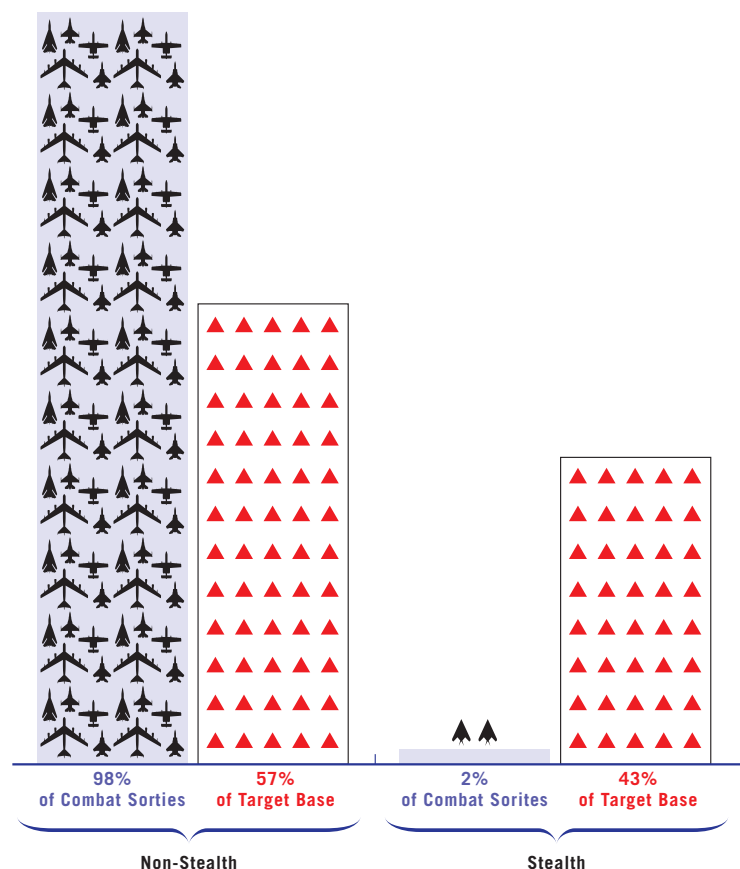 98%
of Combat Sorties
57%
of Target Base
2%
of Combat Sorites
43%
of Target Base
Non-Stealth
Stealth